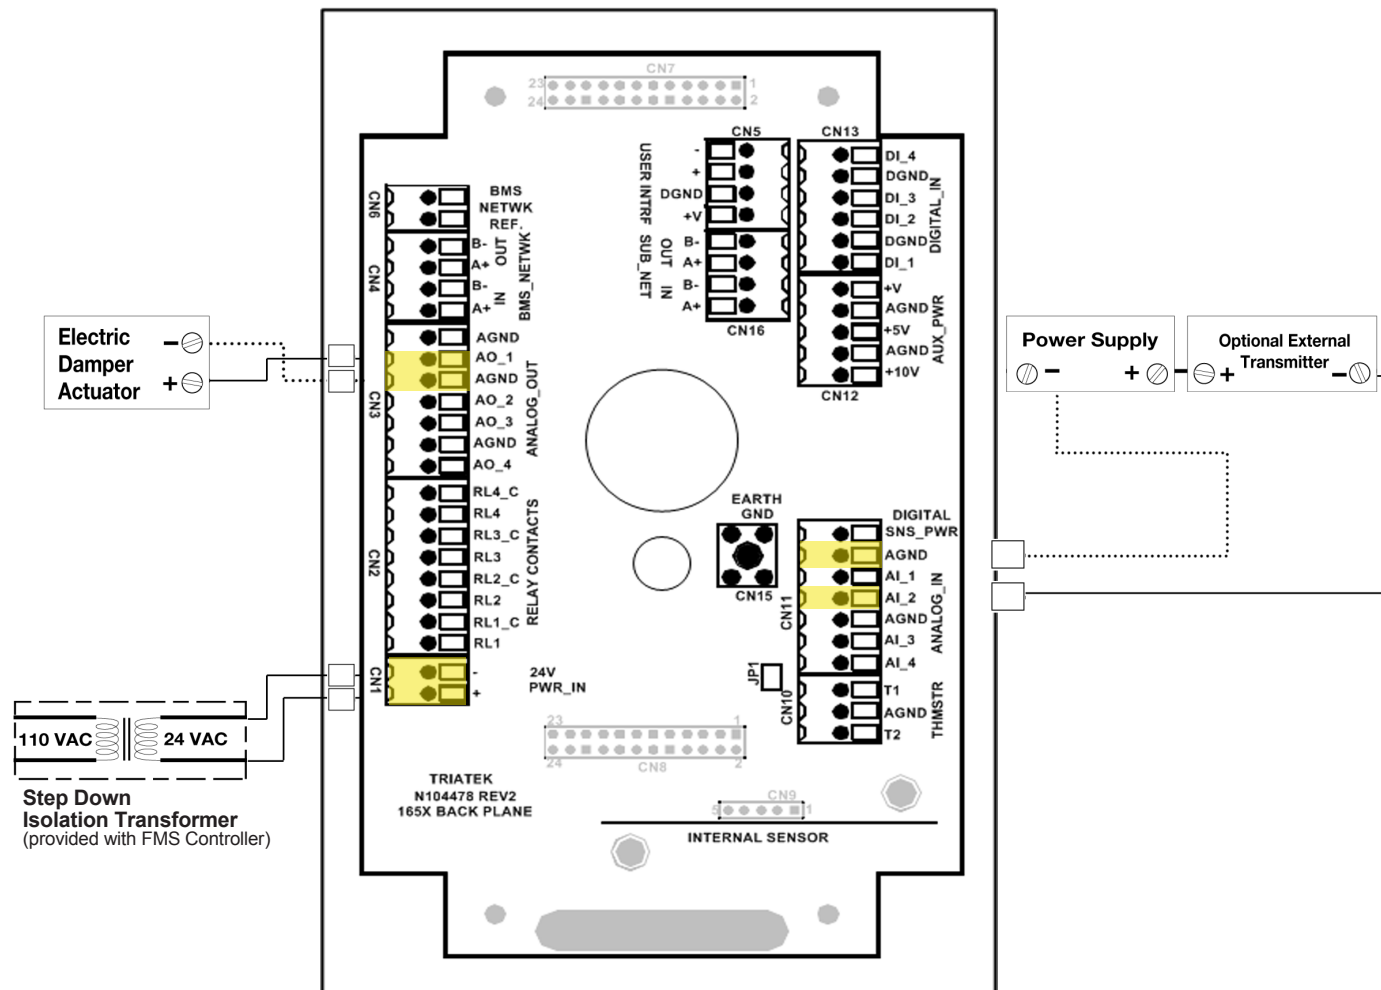 CN7
23
1
24
2
CN5
CN13
USER INTRF
-
+
DGND
+V
DI_4
DGND
DI_3
DI_2
DGND
DI_1
DIGITAL_IN
CN6
BMS
NETWK
REF.
CN4
B-
A+
B-
A+
OUT
IN
BMS_NETWK
SUB_NET
OUT
IN
B-
A+
B-
A+
CN16
+V
AGND
+5V
AGND
+10V
AUX_PWR
CN12
Electric
Damper
Actuator
-
+
CN3
AGND
AO_1
AGND
AO_2
AO_3
AGND
AO_4
ANALOG_OUT
Power Supply
-
+
Optional External
Transmitter
+
-
CN2
RL4_C
RL4
RL3_C
RL3
RL2_C
RL2
RL1_C
RL1
RELAY CONTACTS
EARTH
GND
CN15
DIGITAL
SNS_PWR
AGND
AI_1
AI_2
AGND
AI_3
AI_4
CN11
ANALOG_IN
CN1
-
+
24V
PWR_IN
JP1
CN10
T1
AGND
T2
THMSTR
110 VAC
24 VAC
Step Down
Isolation Transformer
(provided with FMS Controller)
23
1
24
CN8
2
TRIATEK
N104478 REV2
165X BACK PLANE
CN9
5
1
INTERNAL SENSOR